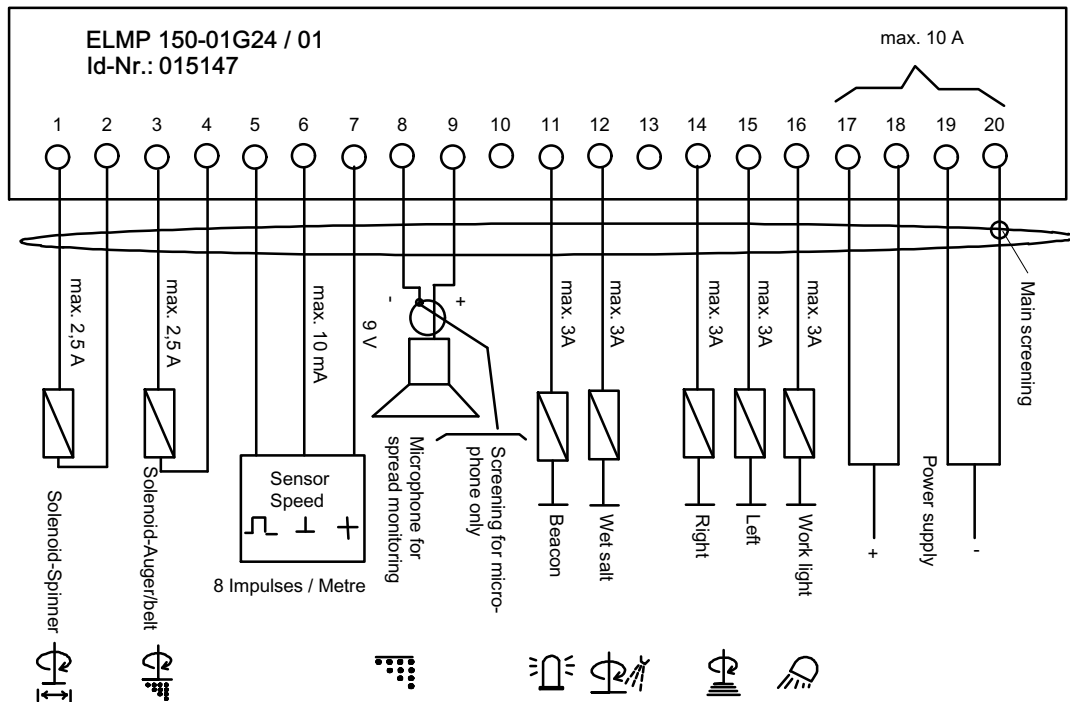 ELMP 150-01G24 / 01
Id-Nr.: 015147
max. 10 A
1 2 3 4 5 6 7 8 9 10 11 12 13 14 15 16 17 18 19 20
max. 2,5 A
max. 2,5 A
max. 10 mA
9 V
-
+
max. 3A
max. 3A
max. 3A
max. 3A
max. 3A
Main screening
Sensor
Speed
8 Impulses / Metre
Solenoid-Spinner
Solenoid-Auger/belt
Microphone for
spread monitoring
Screening for micro-
phone only
Beacon
Wet salt
Right
Left
Work light
+
Power supply
-